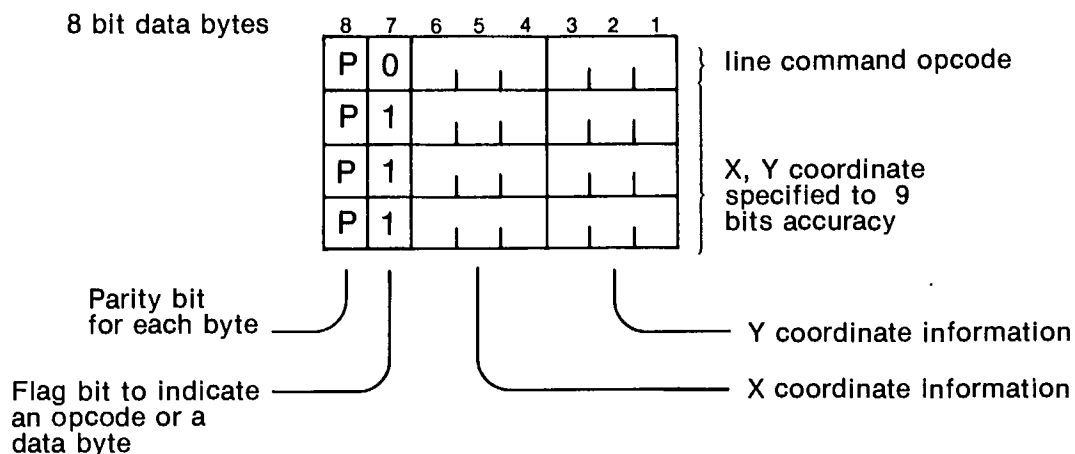 8 bit data bytes
8 7 6 5 4 3 2 1
P 0
line command opcode
P 1
P 1
P 1
X, Y coordinate
specified to 9
bits accuracy
Parity bit
for each byte
Y coordinate information
Flag bit to indicate
an opcode or a
data byte
X coordinate information